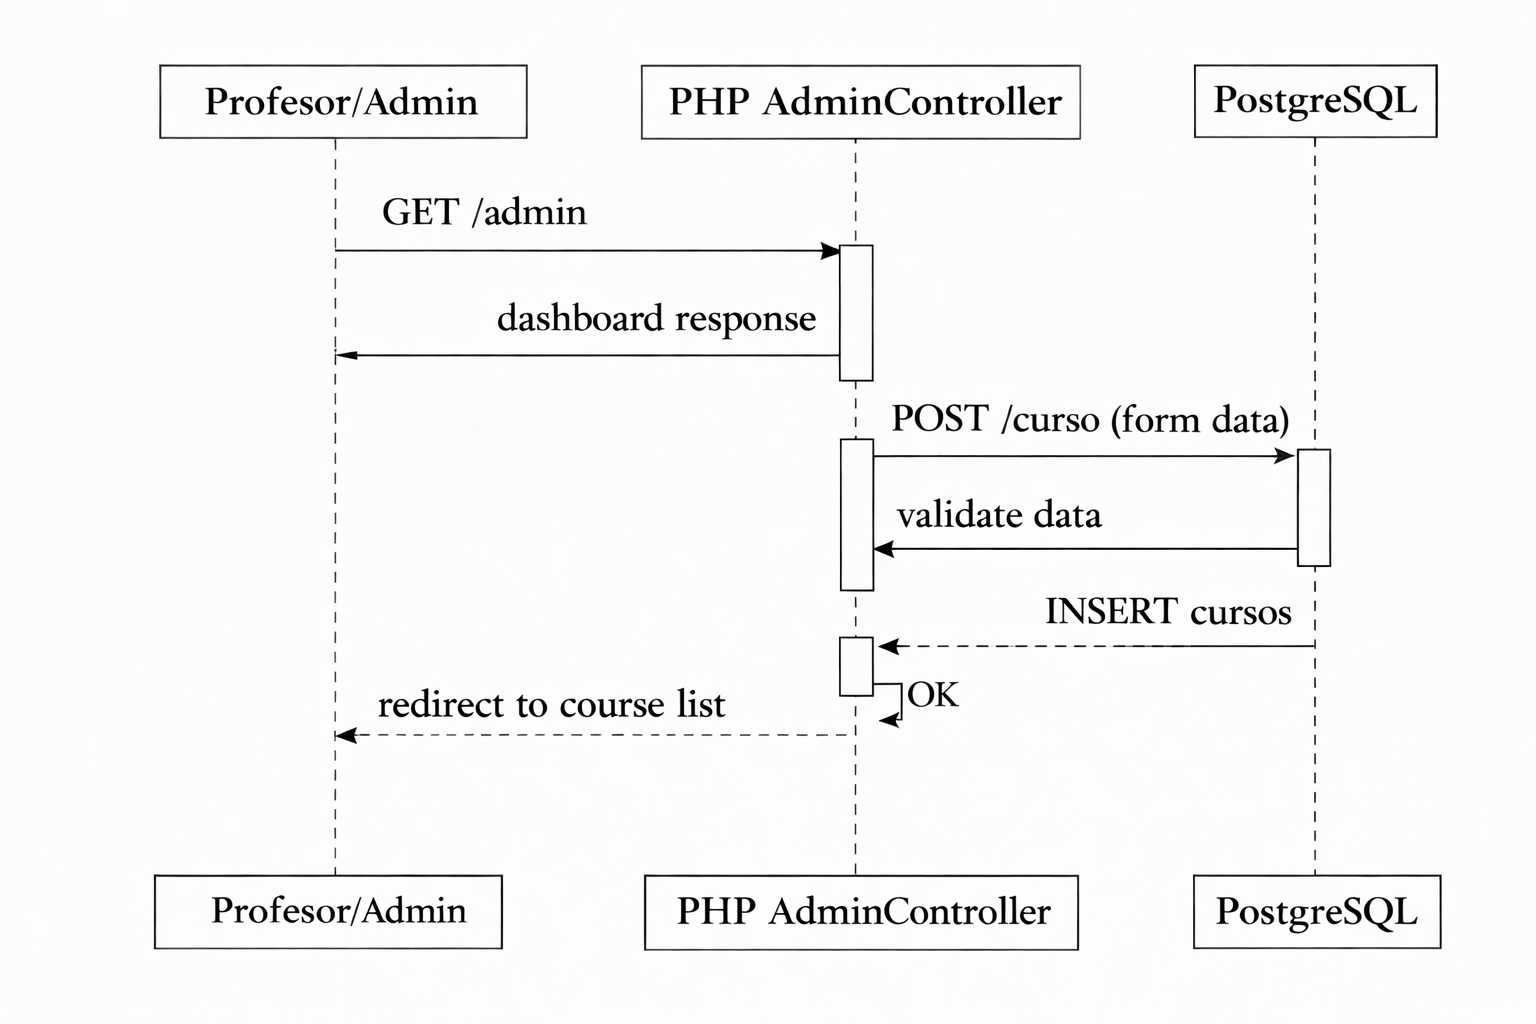 Profesor/Admin
PHP AdminController
PostgreSQL
GET /admin
dashboard response
POST /curso (form data)
validate data
INSERT cursos
OK
redirect to course list
Profesor/Admin
PHP AdminController
PostgreSQL